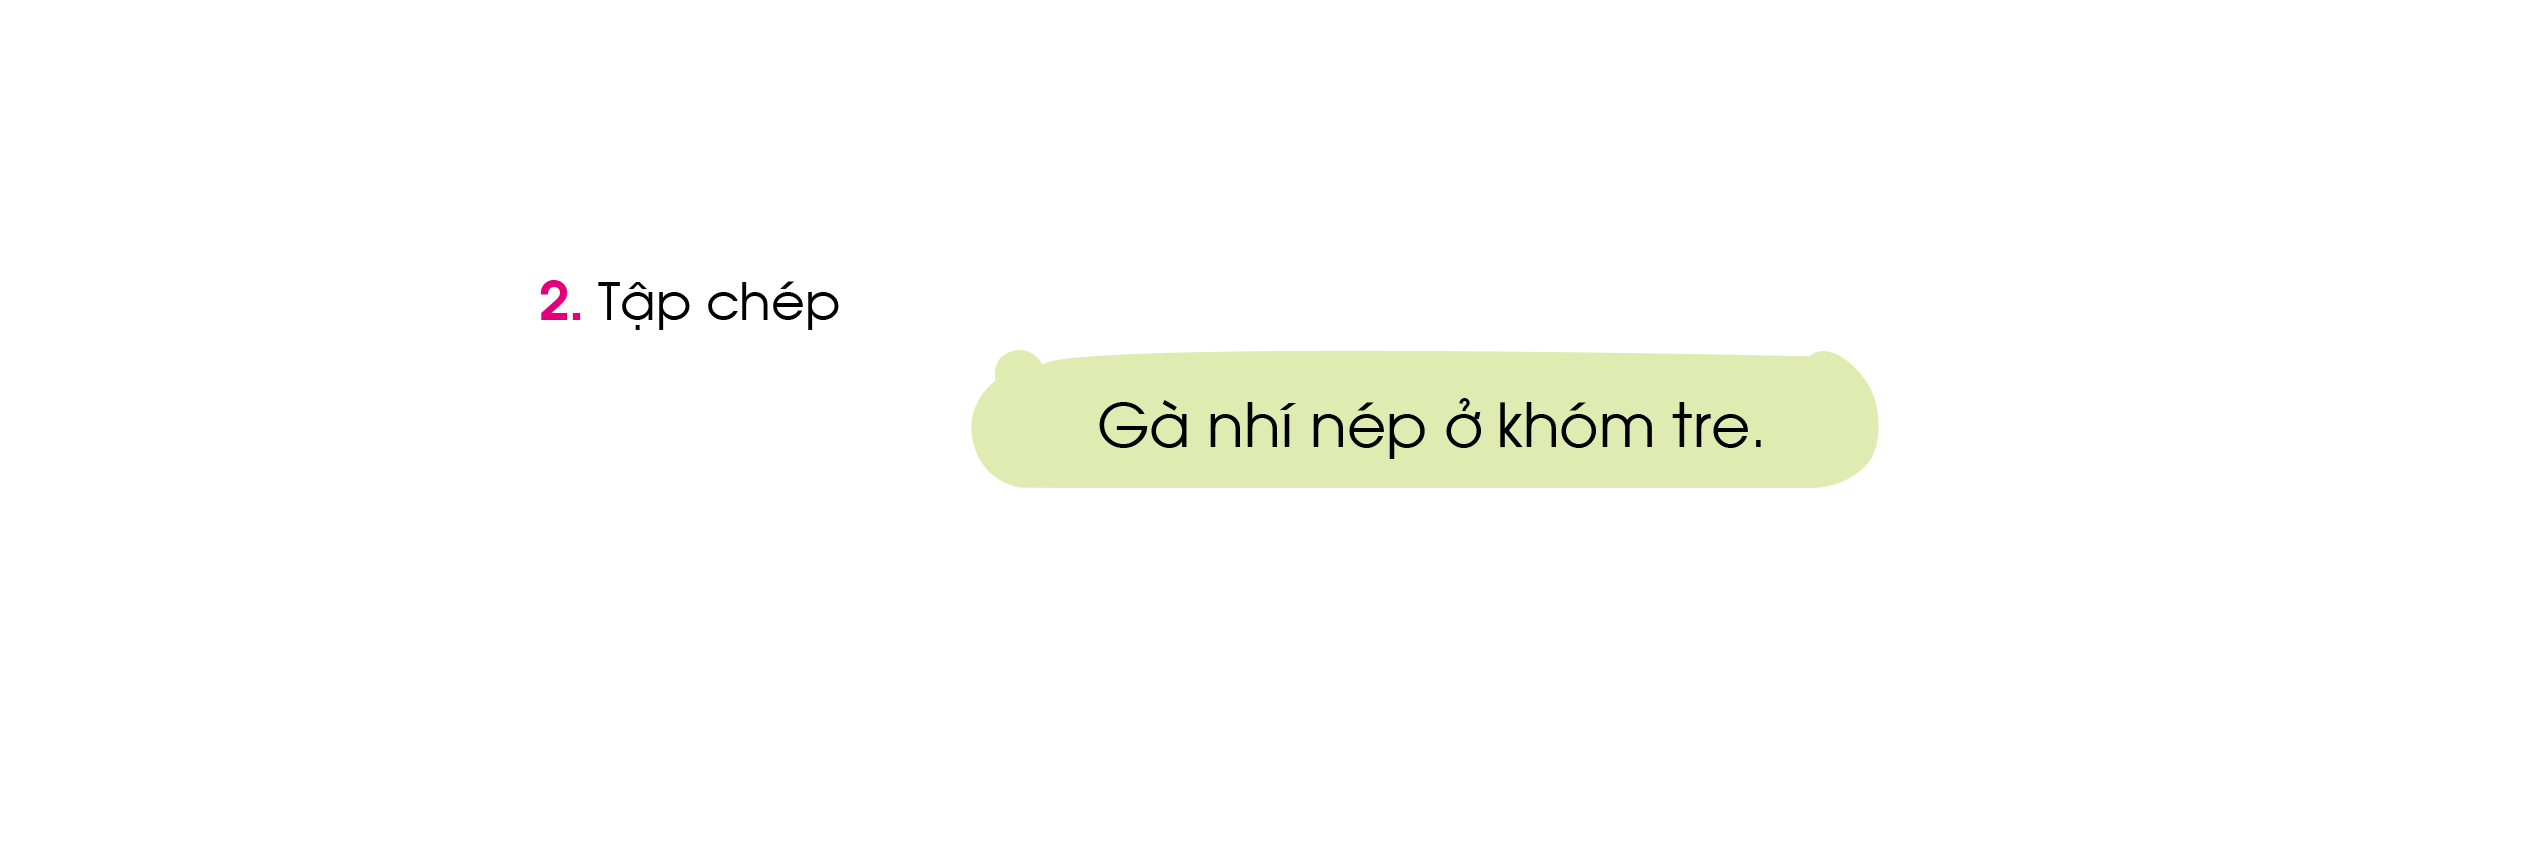 2. Tập chép
Gà nhí nép ở khóm tre.